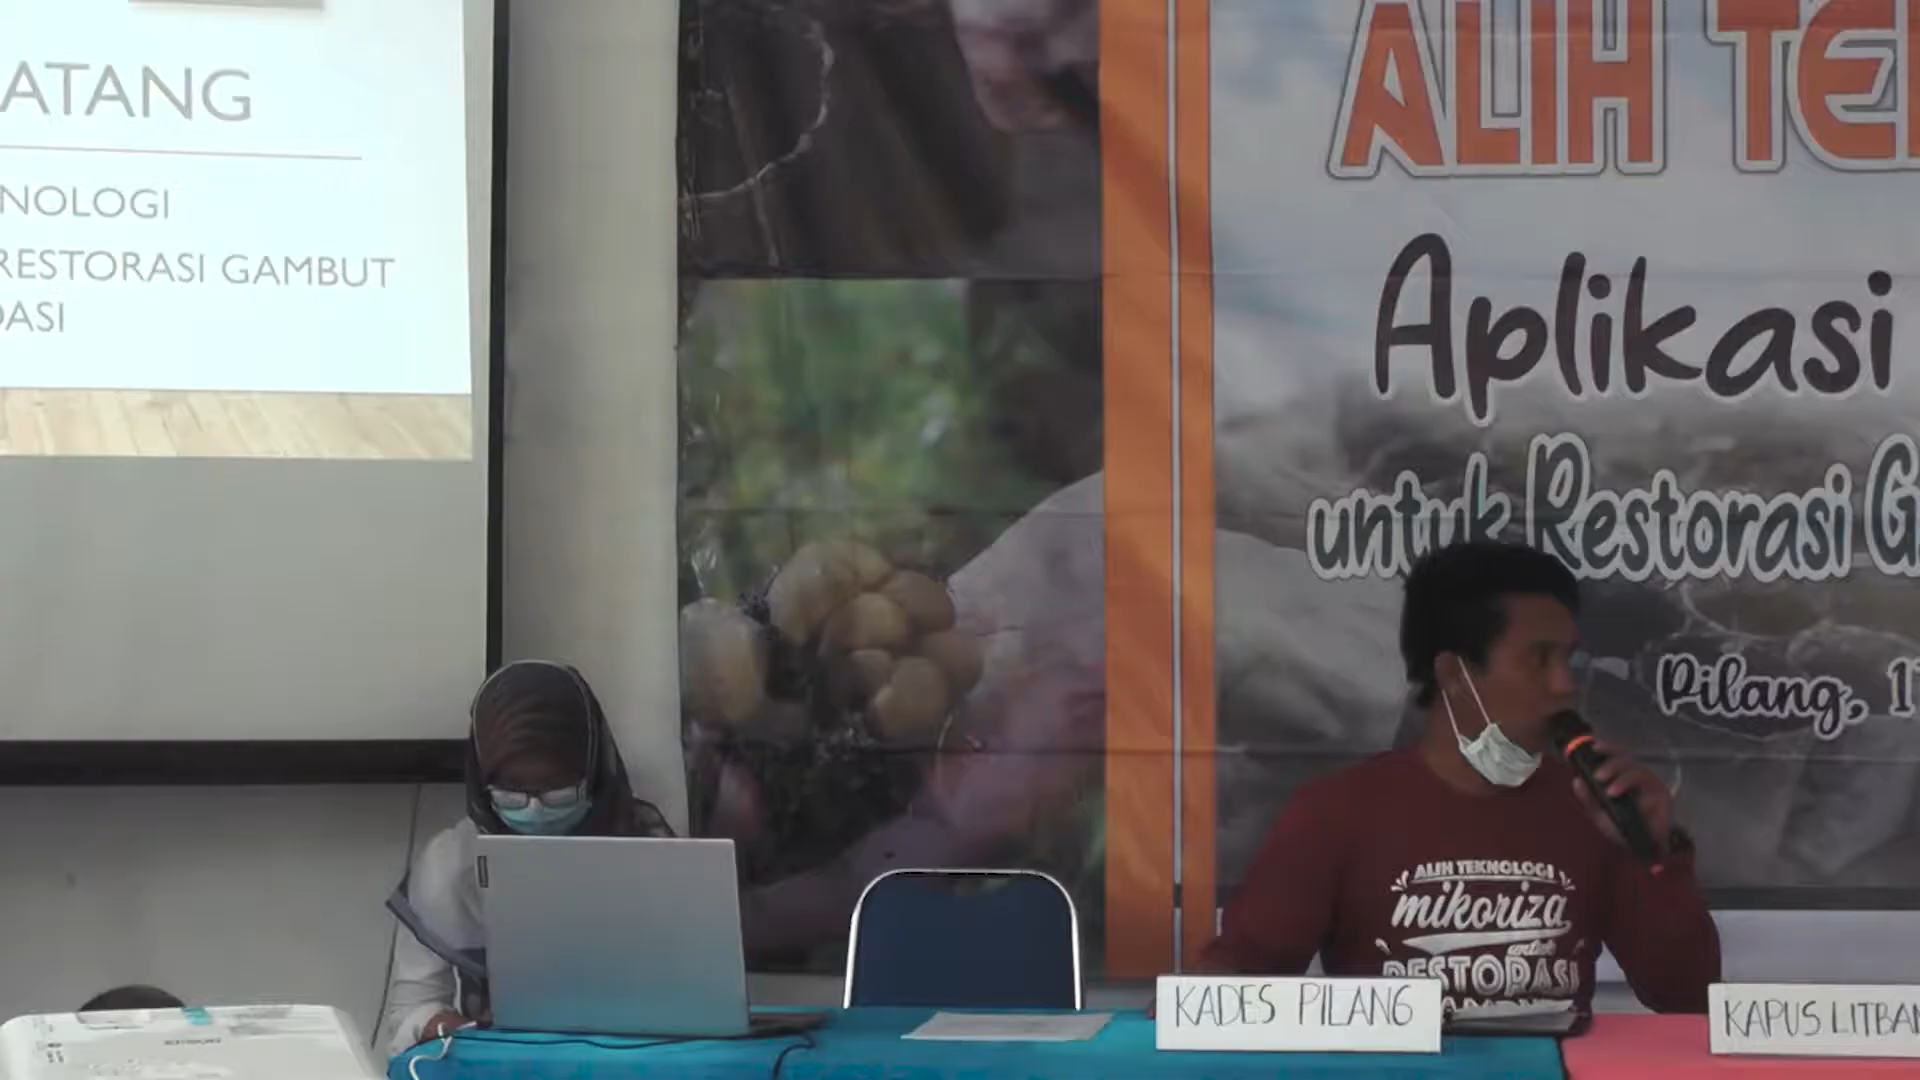 ATANG
NOLOGI
RESTORASI GAMBUT
DASI
ALIH TE
Aplikasi
untuk Restorasi G
Pilang, 1
ALIH TEKNOLOGI
mikoriza
untuk
RESTORASI
KADES PILANG
KAPUS LITBAN